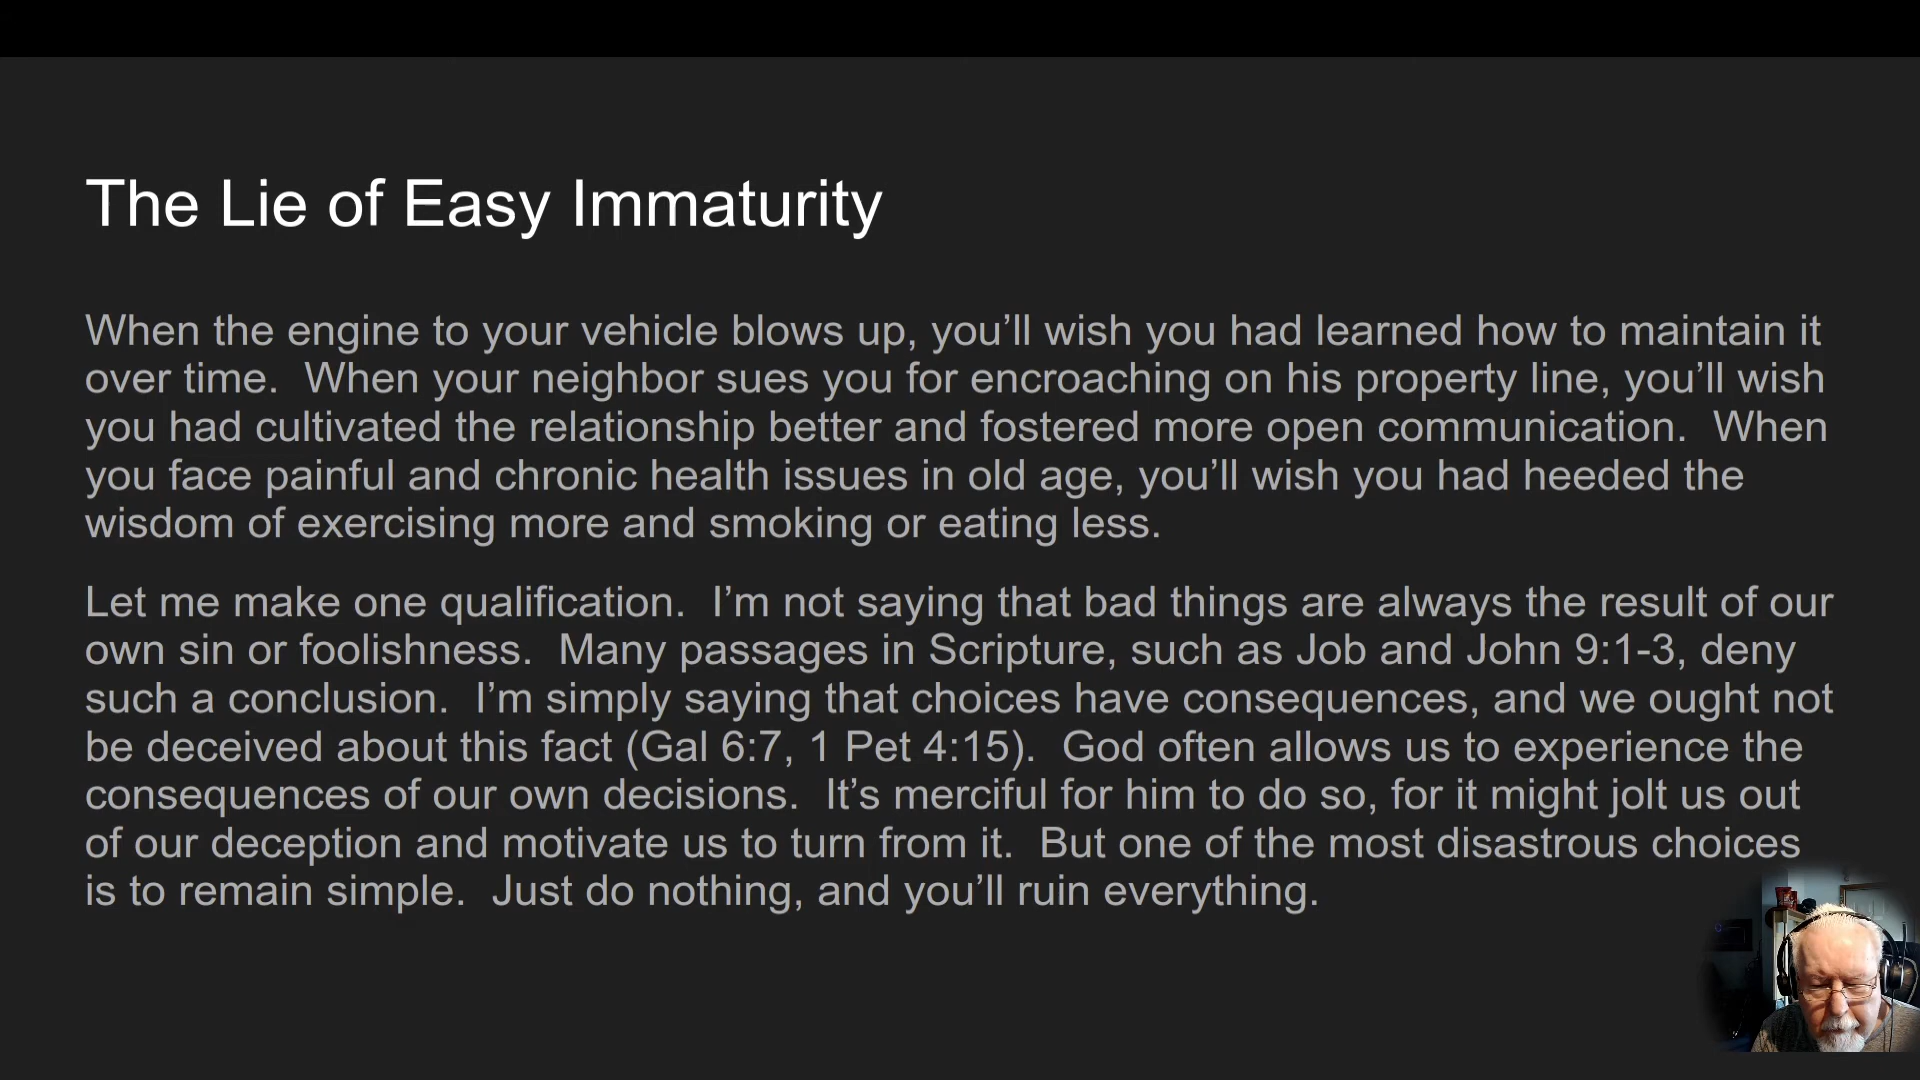 The Lie of Easy Immaturity
When the engine to your vehicle blows up, you’ll wish you had learned how to maintain it
over time.  When your neighbor sues you for encroaching on his property line, you’ll wish
you had cultivated the relationship better and fostered more open communication.  When
you face painful and chronic health issues in old age, you’ll wish you had heeded the
wisdom of exercising more and smoking or eating less.
Let me make one qualification.  I’m not saying that bad things are always the result of our
own sin or foolishness.  Many passages in Scripture, such as Job and John 9:1-3, deny
such a conclusion.  I’m simply saying that choices have consequences, and we ought not
be deceived about this fact (Gal 6:7, 1 Pet 4:15).  God often allows us to experience the
consequences of our own decisions.  It’s merciful for him to do so, for it might jolt us out
of our deception and motivate us to turn from it.  But one of the most disastrous choices
is to remain simple.  Just do nothing, and you’ll ruin everything.